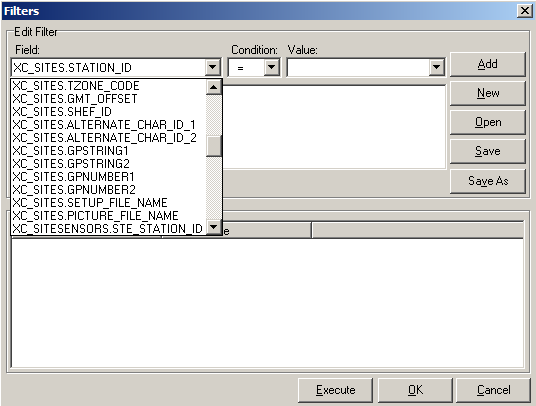 Filters
Edit Filter
Field: Condition: Value:
XC_SITES.STATION_ID = Add
XC_SITES.TZONE_CODE
XC_SITES.GMT_OFFSET New
XC_SITES.SHEF_ID
XC_SITES.ALTERNATE_CHAR_ID_1 Open
XC_SITES.ALTERNATE_CHAR_ID_2
XC_SITES.GPSTRING1 Save
XC_SITES.GPSTRING2
XC_SITES.GPNUMBER1 Save As
XC_SITES.GPNUMBER2
XC_SITES.SETUP_FILE_NAME
XC_SITES.PICTURE_FILE_NAME
XC_SITESENSORS.STE_STATION_ID
Execute OK Cancel